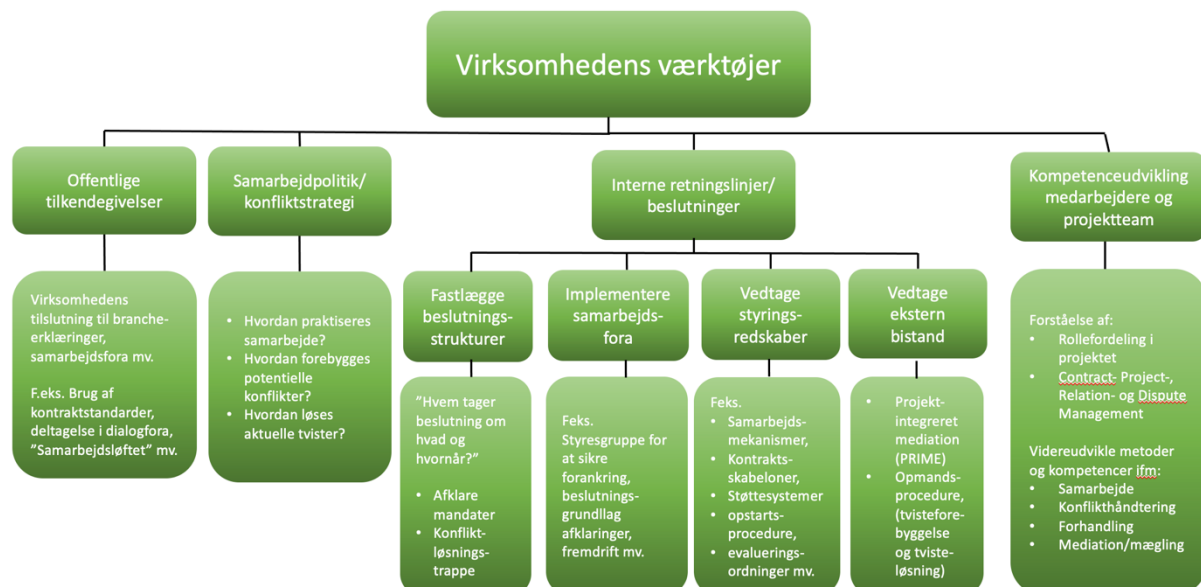 Virksomhedens værktøjer
Offentlige
tilkendegivelser
Samarbejdpolitik/
konfliktstrategi
Interne retningslinjer/
beslutninger
Kompetenceudvikling
medarbejdere og
projektteam
Virksomhedens
tilslutning til branche-
erklæringer,
samarbejdsfora mv.
F.eks. Brug af
kontraktstandarder,
deltagelse i dialogfora,
”Samarbejdsløftet” mv.
• Hvordan praktiseres
samarbejde?
• Hvordan forebygges
potentielle
konflikter?
• Hvordan løses
aktuelle tvister?
Fastlægge
beslutnings-
strukturer
Implementere
samarbejds-
fora
Vedtage
styrings-
redskaber
Vedtage
ekstern
bistand
”Hvem tager
beslutning om
hvad og
hvornår?”
• Afklare
mandater
• Konflikt-
løsnings-
trappe
Feks.
Styresgruppe for
at sikre
forankring,
beslutnings-
grundllag
afklaringer,
fremdrift mv.
Feks.
• Samarbejds-
mekanismer,
• Kontrakts-
skabeloner,
• Støttesystemer
• opstarts-
procedure,
• evaluerings-
ordninger mv.
• Projekt-
integreret
mediation
(PRIME)
• Opmands-
procedure,
(tvistefore-
byggelse
og tviste-
løsning)
Forståelse af:
• Rollefordeling i
projektet
• Contract- Project-,
Relation- og Dispute
Management
Videreudvikle metoder
og kompetencer ifm:
• Samarbejde
• Konflikthåndtering
• Forhandling
• Mediation/mægling